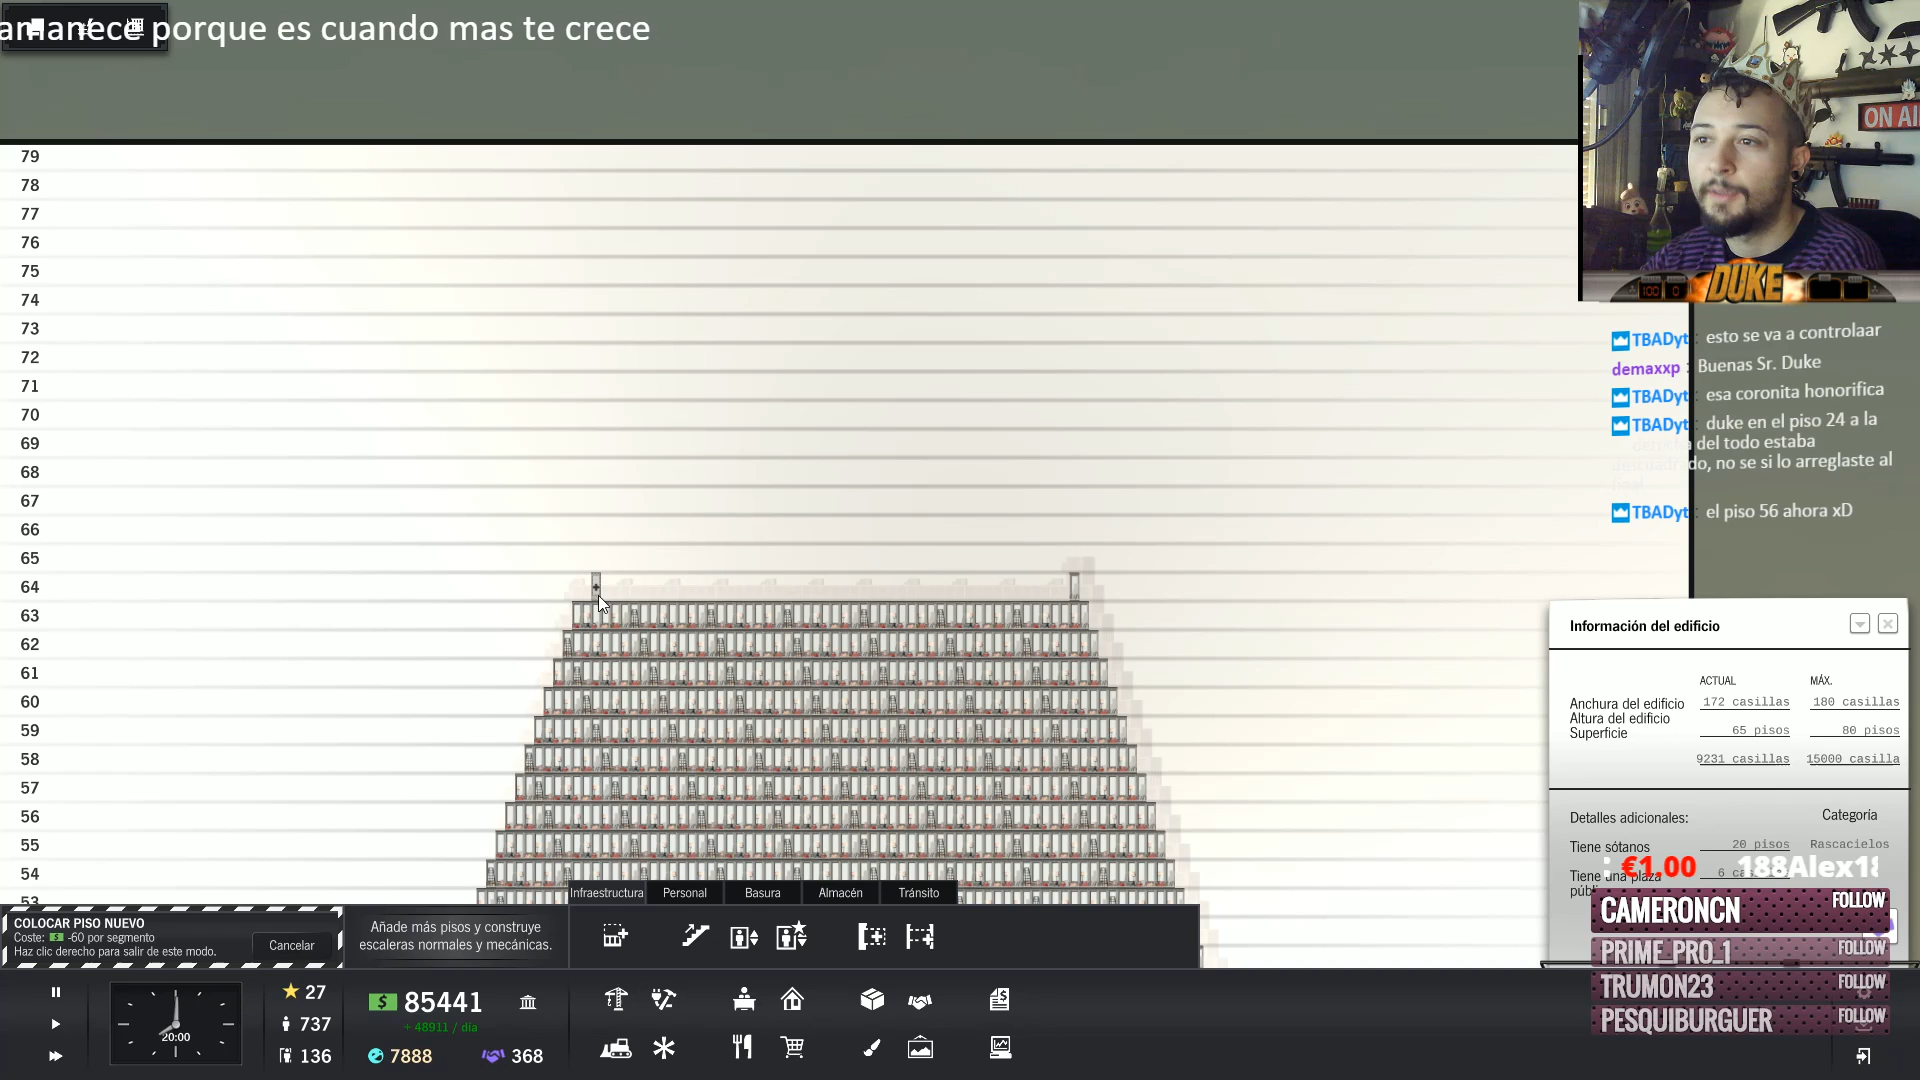 amanece porque es cuando mas te crece
ON AI
DUKE
79
78
77
76
75
74
73
72
71
70
69
68
67
66
65
64
63
62
61
60
59
58
57
56
55
54
53
TBADyt : esto se va a controlaar
demaxxp : Buenas Sr. Duke
TBADyt : esa coronita honorifica
TBADyt : duke en el piso 24 a la
del todo estaba
do, no se si lo arreglaste al
TBADyt : el piso 56 ahora xD
Información del edificio
ACTUAL MÁX.
Anchura del edificio 172 casillas 180 casillas
Altura del edificio 65 pisos 80 pisos
Superficie 9231 casillas 15000 casilla
Detalles adicionales: Categoría
Tiene sótanos 20 pisos Rascacielos
Tiene una plaza
: €1.00 188Alex18
CAMERONCN FOLLOW
PRIME_PRO_1 FOLLOW
TRUMON23 FOLLOW
PESQUIBURGUER FOLLOW
Infraestructura Personal Basura Almacén Tránsito
COLOCAR PISO NUEVO
Coste: $ -60 por segmento
Haz clic derecho para salir de este modo.
Cancelar
Añade más pisos y construye
escaleras normales y mecánicas.
20:00
27
737
136
$ 85441
+ 48911 / día
7888
368